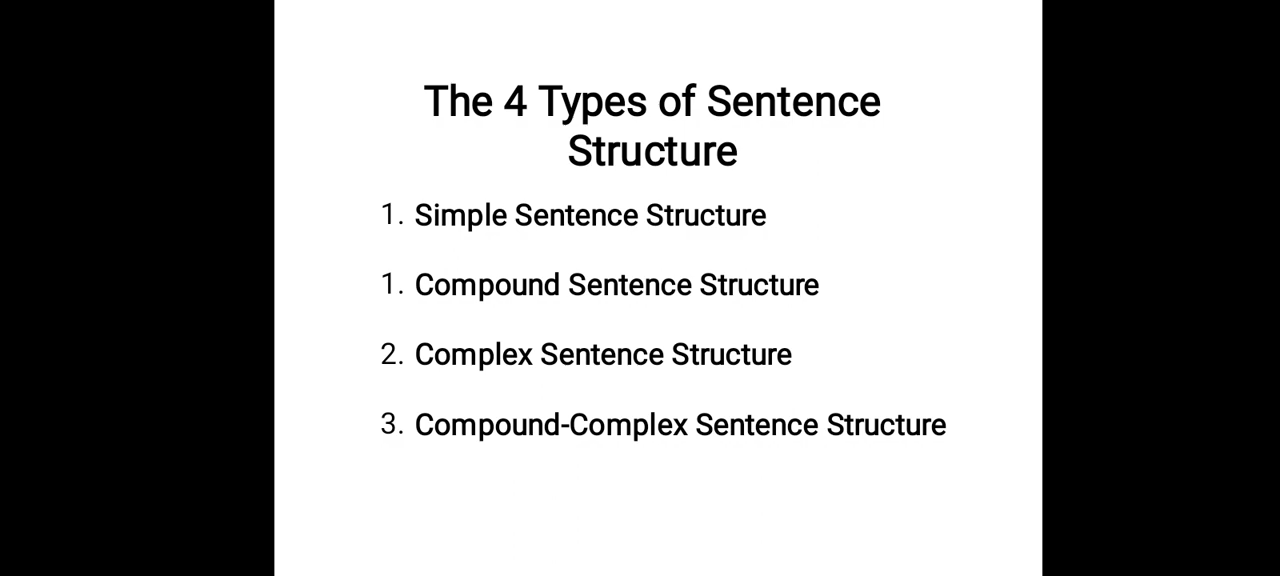 The 4 Types of Sentence
Structure
1. Simple Sentence Structure
1. Compound Sentence Structure
2. Complex Sentence Structure
3. Compound-Complex Sentence Structure